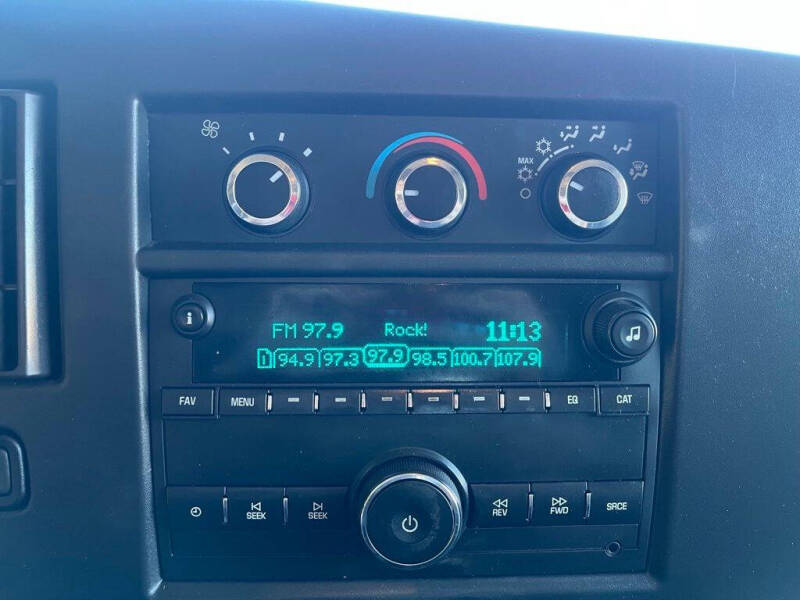 MAX
i
FM 97.9 Rock! 11:13
1 94.9 97.3 97.9 98.5 100.7 107.9
FAV MENU EQ CAT
SEEK SEEK REV FWD SRCE